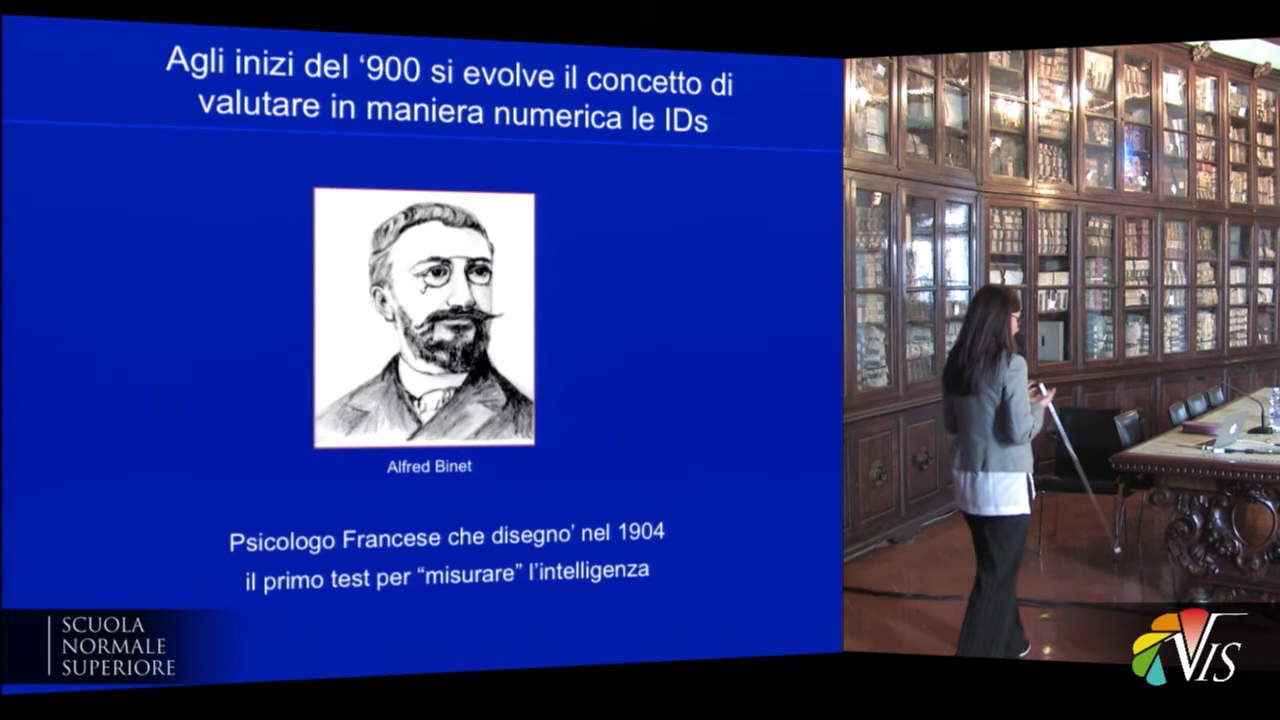 Agli inizi del ‘900 si evolve il concetto di
valutare in maniera numerica le IDs
Alfred Binet
Psicologo Francese che disegno’ nel 1904
il primo test per “misurare” l’intelligenza
SCUOLA
NORMALE
SUPERIORE
VIS